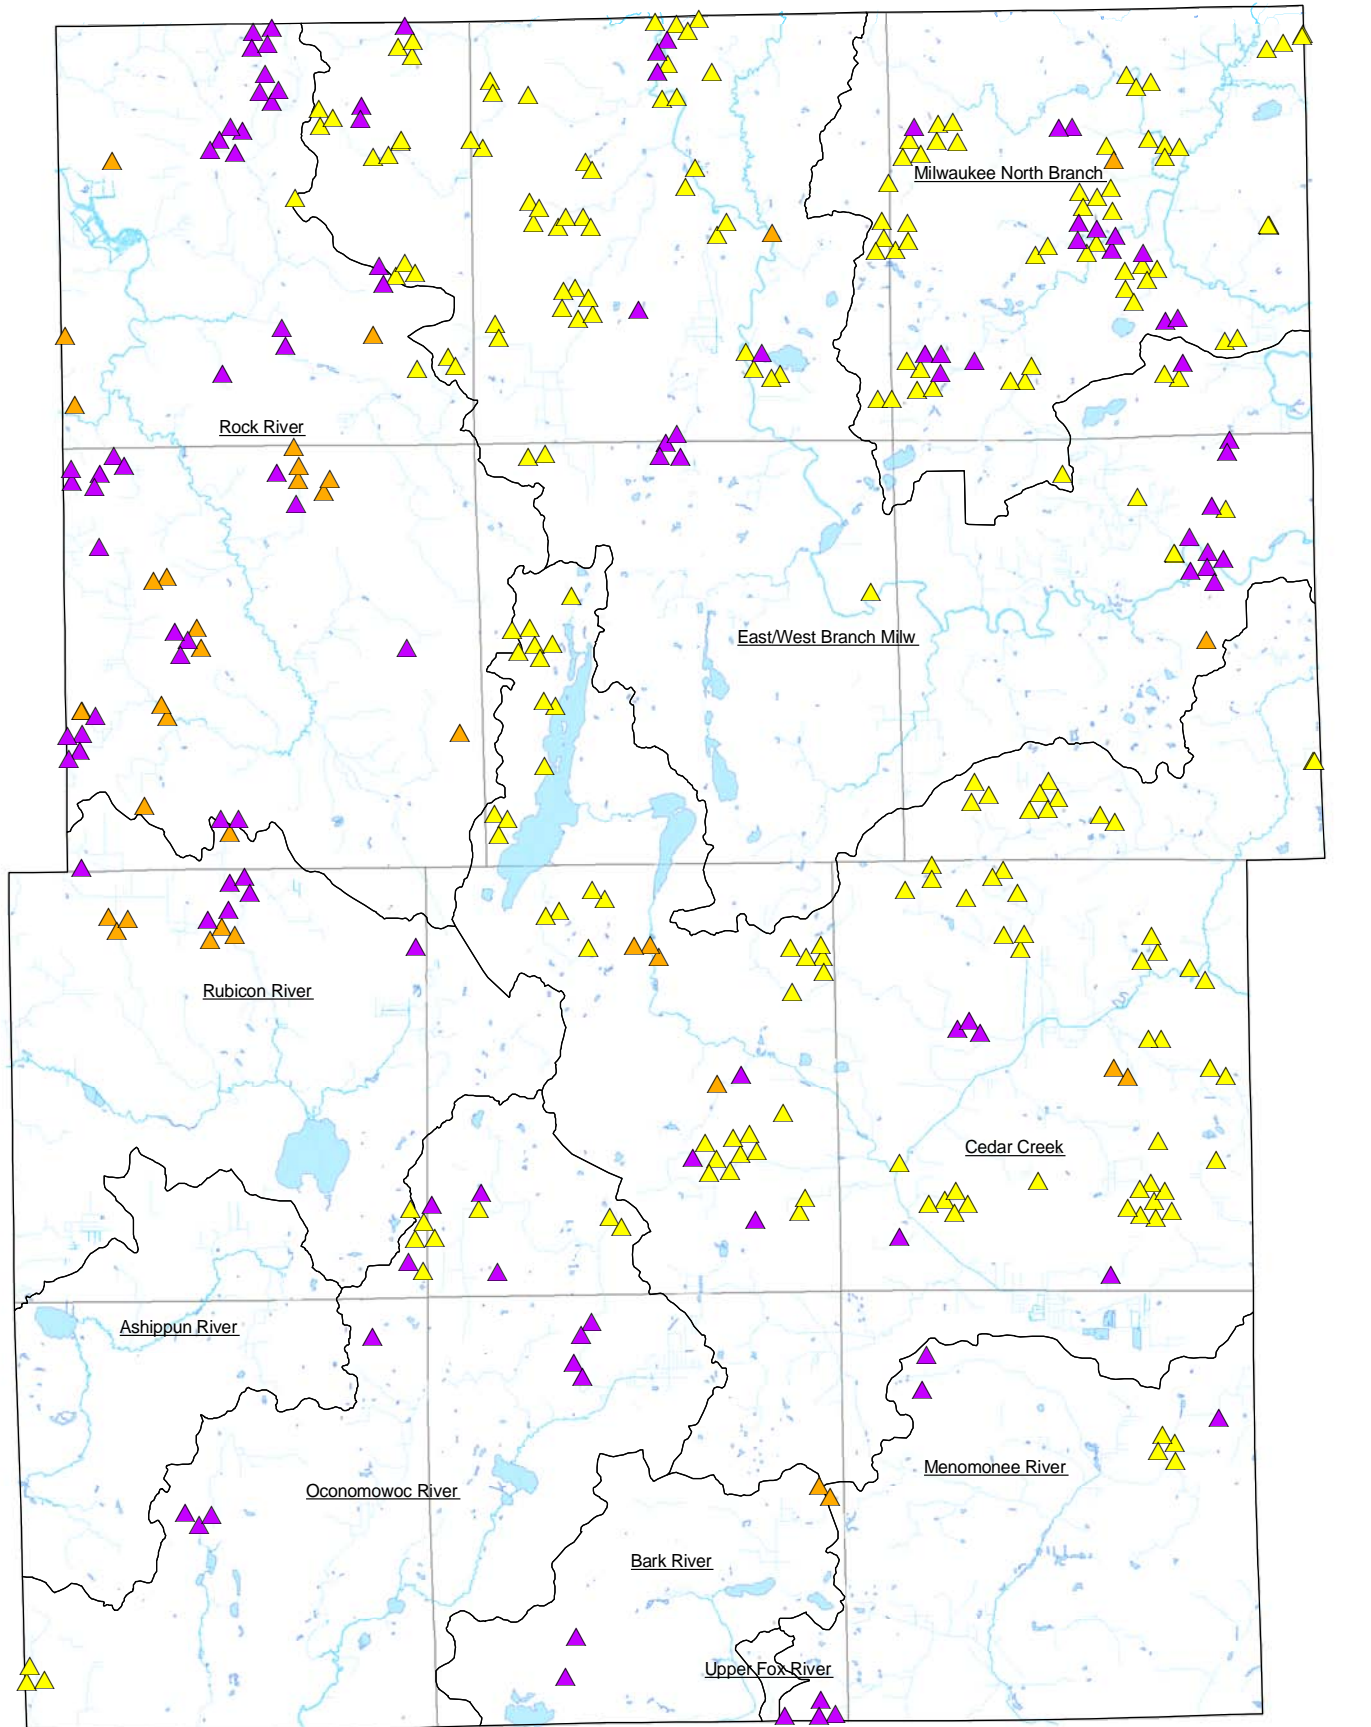 Milwaukee North Branch
Rock River
East/West Branch Milw
Rubicon River
Cedar Creek
Ashippun River
Menomonee River
Oconomowoc River
Bark River
Upper Fox River